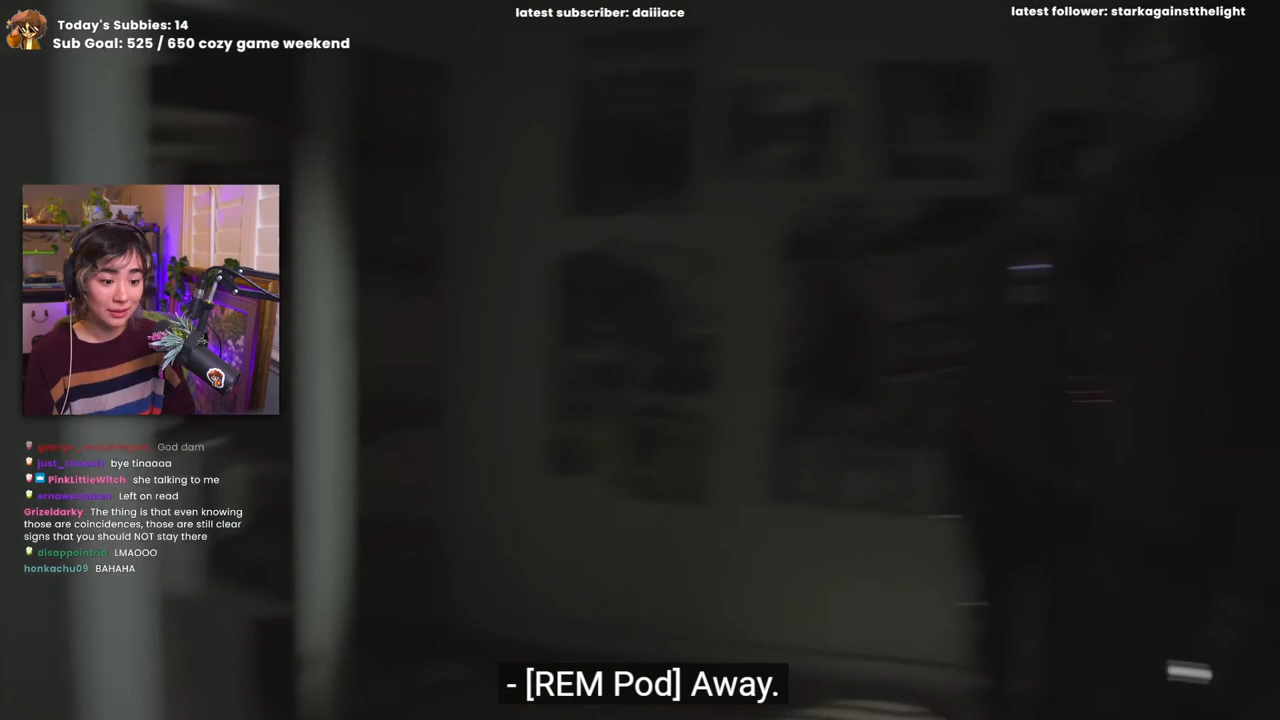 Today's Subbies: 14
Sub Goal: 525 / 650 cozy game weekend
latest subscriber: daiiiace
latest follower: starkagainstthelight
God dam
bye tinaaaa
PinkLittleWitch she talking to me
Left on read
Grizeldarky The thing is that even knowing
those are coincidences, those are still clear
signs that you should NOT stay there
disappointrid LMAOOO
honkachu09 BAHAHA
- [REM Pod] Away.